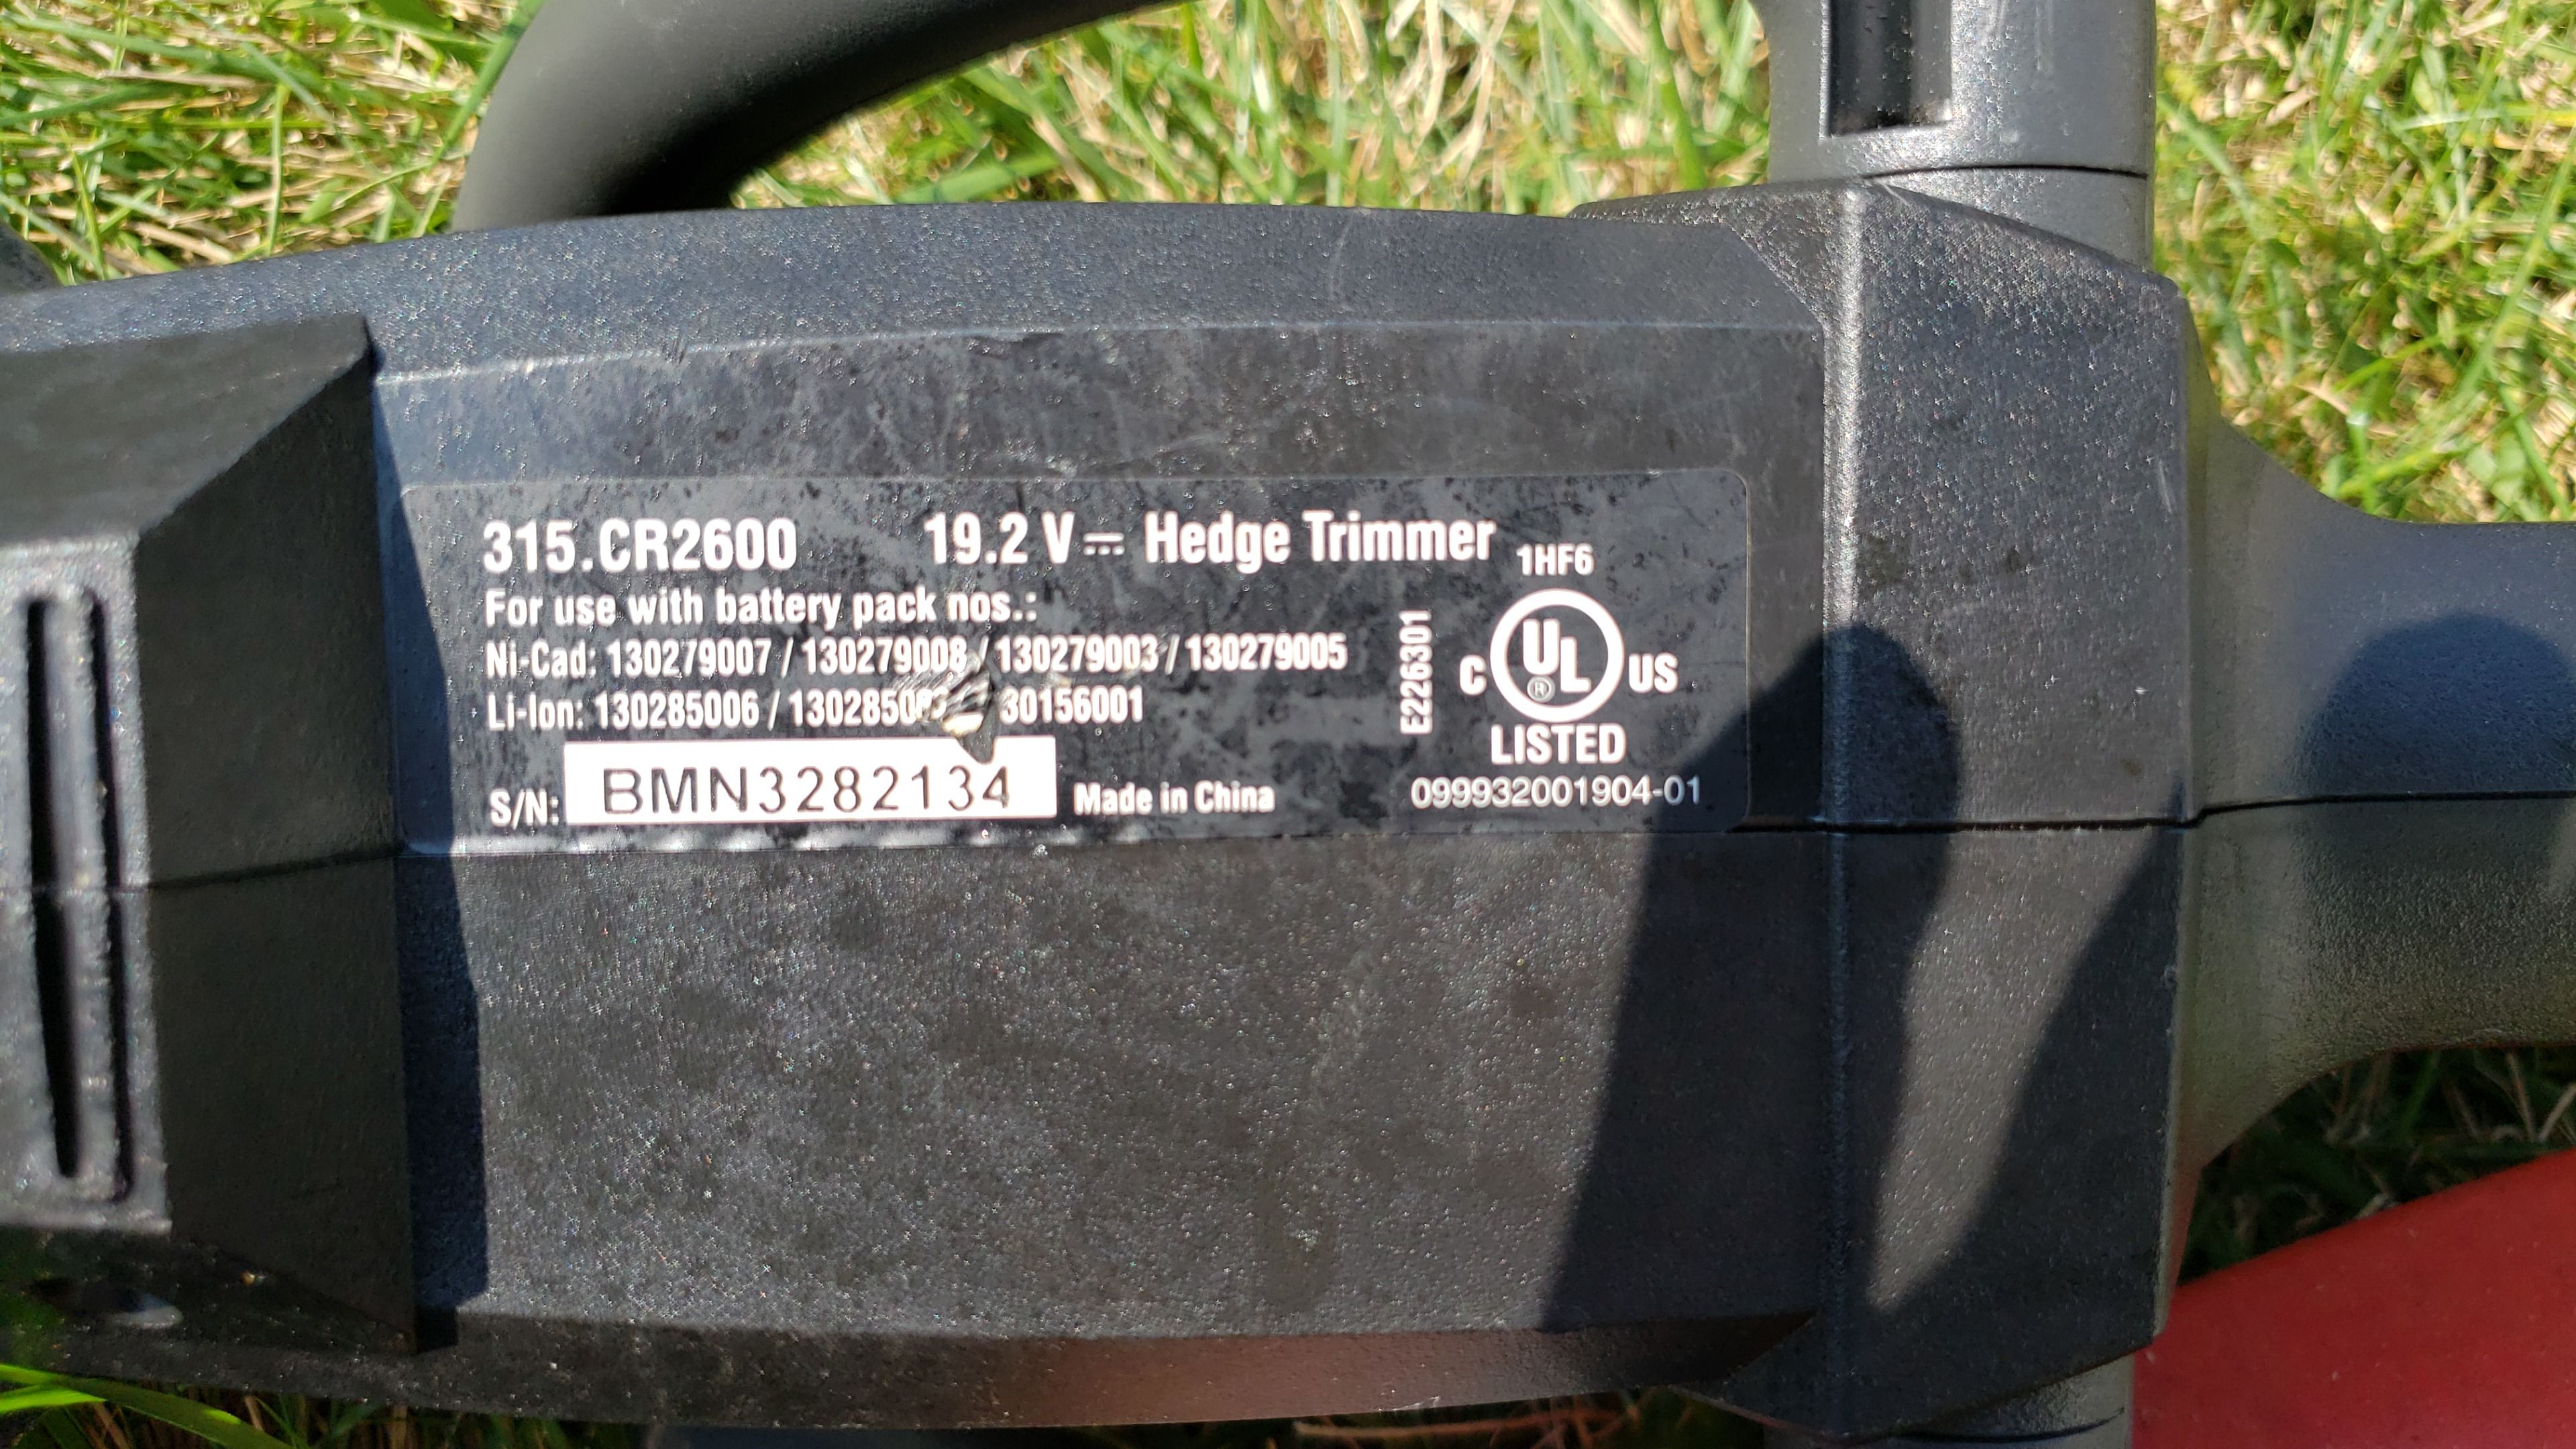 315.CR2600 19.2 V⎓ Hedge Trimmer 1HF6
For use with battery pack nos.:
Ni-Cad: 130279007 / 130279008 / 130279003 / 130279005
Li-Ion: 130285006 /
S/N: BMN3282134 Made in China
E226301
C UL® US
LISTED
099932001904-01